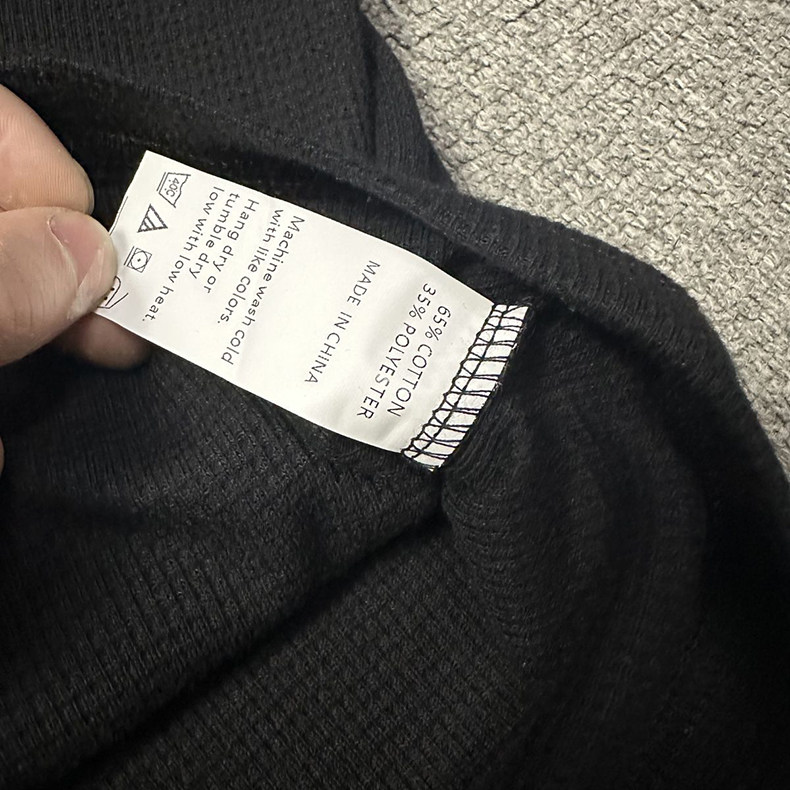 65% COTTON
35% POLYESTER
MADE IN CHINA
Machine wash cold
with like colors.
Hang dry or
tumble dry
low with low heat.
40C